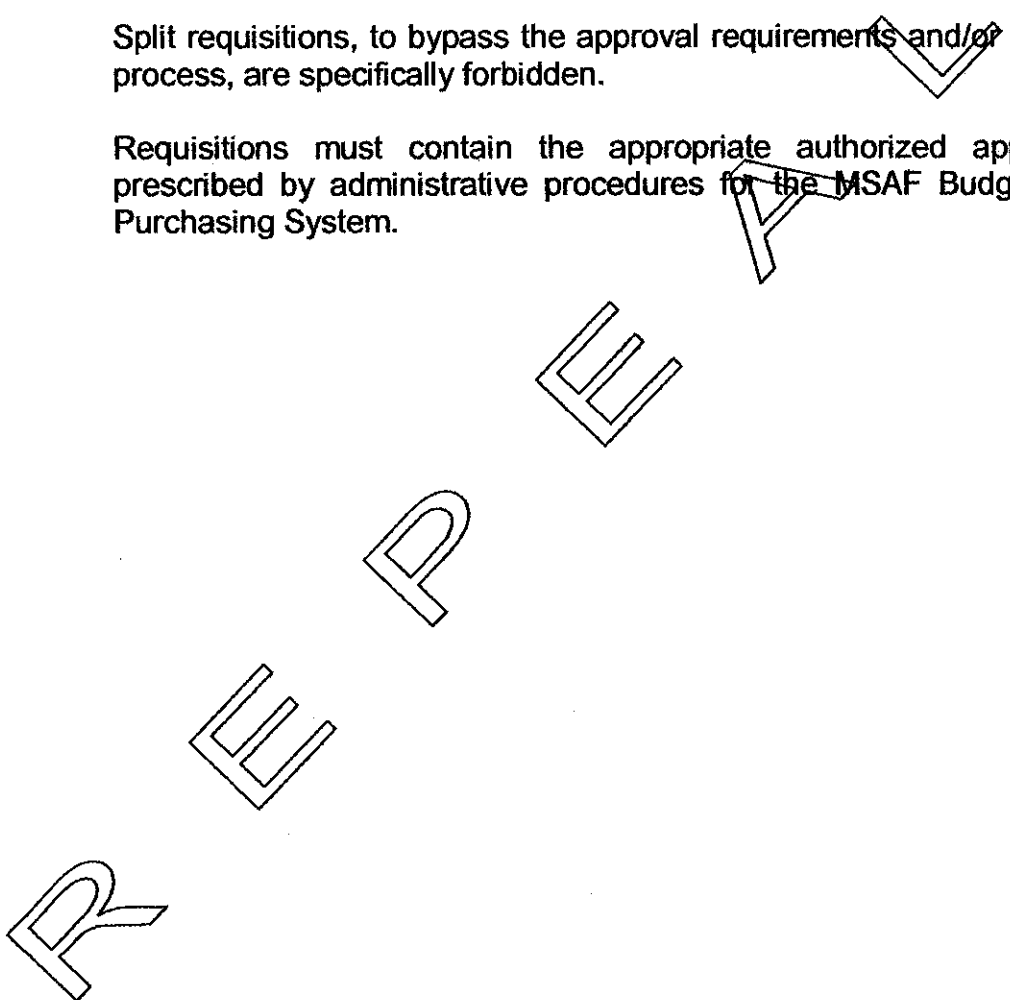 Split requisitions, to bypass the approval requirements and/or
process, are specifically forbidden.
Requisitions must contain the appropriate authorized
prescribed by administrative procedures for the MSAF
Purchasing System.
REPEAL